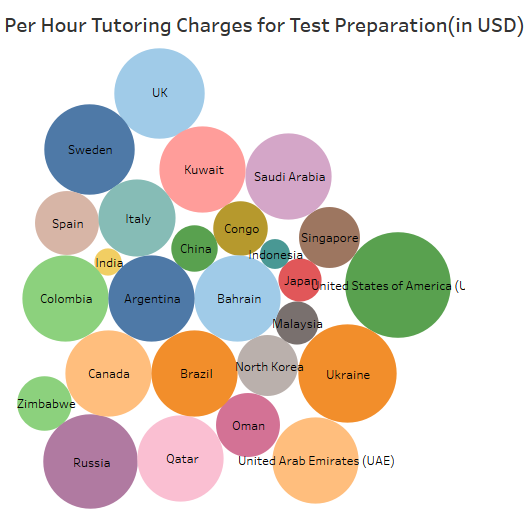 Per Hour Tutoring Charges for Test Preparation(in USD)
UK
Sweden
Kuwait
Saudi Arabia
Spain
Italy
Congo
Singapore
China
Indonesia
India
Japan
United States of America (U
Colombia
Argentina
Bahrain
Malaysia
Canada
Brazil
North Korea
Ukraine
Zimbabwe
Oman
Russia
Qatar
United Arab Emirates (UAE)